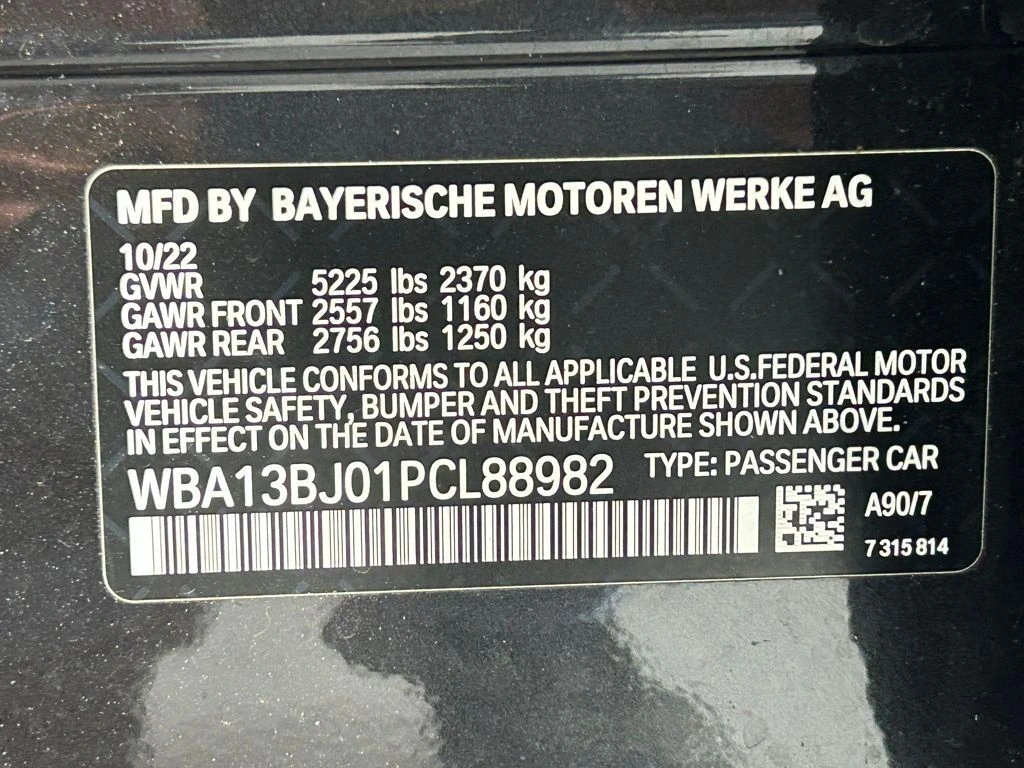 MFD BY BAYERISCHE MOTOREN WERKE AG
10/22
GVWR 5225 lbs 2370 kg
GAWR FRONT 2557 lbs 1160 kg
GAWR REAR 2756 lbs 1250 kg
THIS VEHICLE CONFORMS TO ALL APPLICABLE U.S.FEDERAL MOTOR
VEHICLE SAFETY, BUMPER AND THEFT PREVENTION STANDARDS
IN EFFECT ON THE DATE OF MANUFACTURE SHOWN ABOVE.
WBA13BJ01PCL88982 TYPE: PASSENGER CAR
A90/7
7 315 814